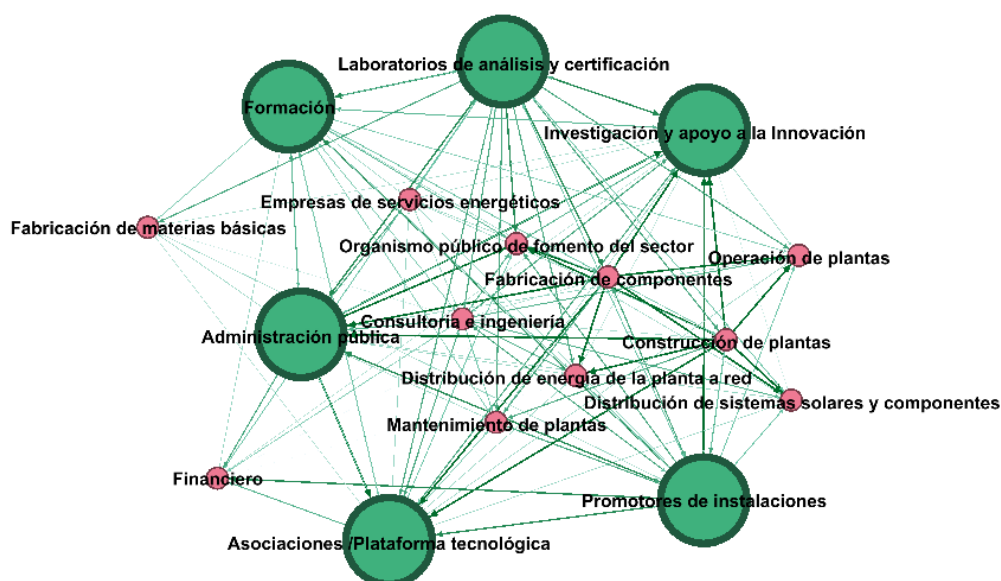 Laboratorios de análisis y certificación
Formación
Investigación y apoyo a la Innovación
Empresas de servicios energéticos
Fabricación de materias básicas
Organismo público de fomento del sector
Operación de plantas
Fabricación de componentes
Consultoria e ingeniería
Administración pública
Construcción de plantas
Distribución de energía de la planta a red
Distribución de sistemas solares y componentes
Mantenimiento de plantas
Financiero
Promotores de instalaciones
Asociaciones /Plataforma tecnológica